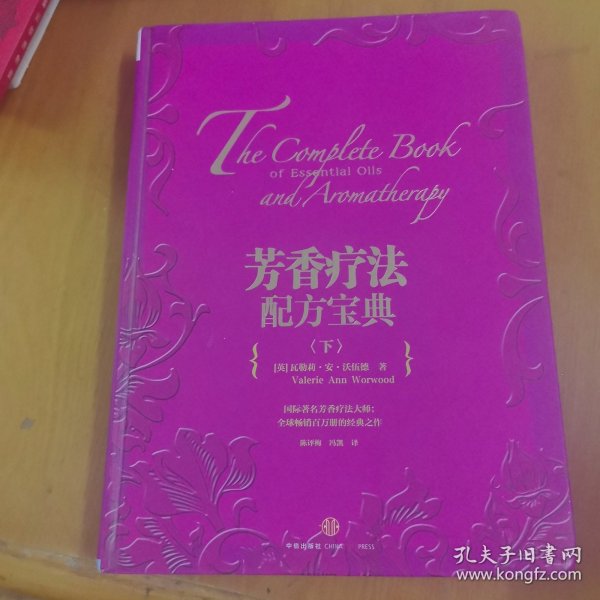 The Complete Book
of Essential Oils
and Aromatherapy
芳香疗法
配方宝典
〈下〉
[英]瓦勒莉·安·沃伍德 著
Valerie Ann Worwood
国际著名芳香疗法大师;
全球畅销百万册的经典之作
陈评梅 冯凯 译
中信出版社 CHINA PRESS
孔夫子旧书网
www.kongfz.com